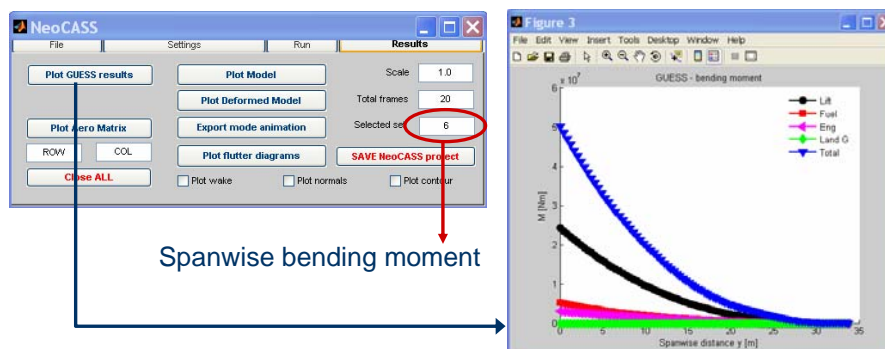 NeoCASS
File Settings Run Results
Plot GUESS results Plot Model Scale 1.0
Plot Deformed Model Total frames 20
Plot Aero Matrix Export mode animation Selected set 6
ROW COL Plot flutter diagrams SAVE NeoCASS project
Close ALL Plot wake Plot normals Plot contour
Spanwise bending moment
Figure 3
File Edit View Insert Tools Desktop Window Help
x 10^7 GUESS - bending moment
6
5
4
3
2
1
0
M [Nm]
Lift
Fuel
Eng
Land G
Total
0 5 10 15 20 25 30 35
Spanwise distance y [m]